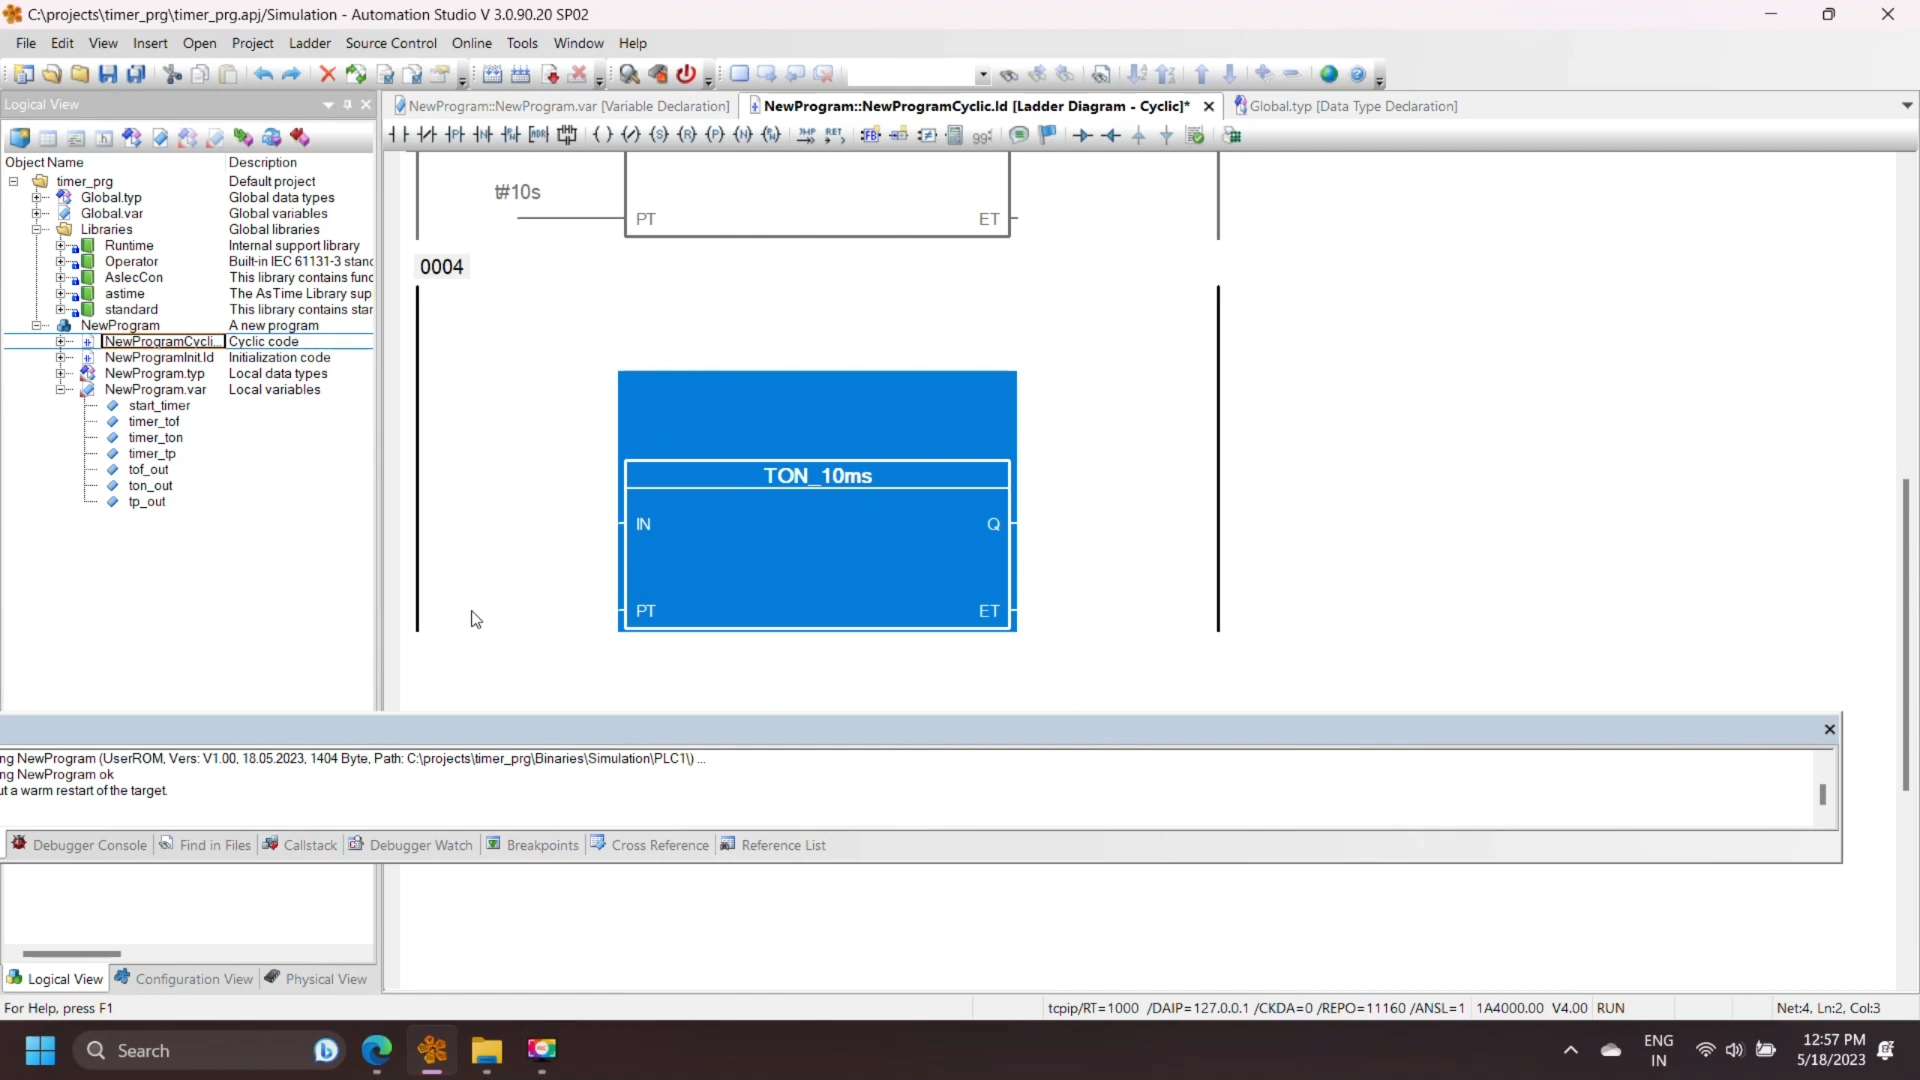 C:\projects\timer_prg\timer_prg.apj/Simulation - Automation Studio V 3.0.90.20 SP02
File Edit View Insert Open Project Ladder Source Control Online Tools Window Help
Logical View
NewProgram::NewProgram.var [Variable Declaration]
NewProgram::NewProgramCyclic.ld [Ladder Diagram - Cyclic]*
Global.typ [Data Type Declaration]
Object Name Description
timer_prg Default project
Global.typ Global data types
Global.var Global variables
Libraries Global libraries
Runtime Internal support library
Operator Built-in IEC 61131-3 stanc
AslecCon This library contains func
astime The AsTime Library sup
standard This library contains star
NewProgram A new program
NewProgramCycli... Cyclic code
NewProgramInit.ld Initialization code
NewProgram.typ Local data types
NewProgram.var Local variables
start_timer
timer_tof
timer_ton
timer_tp
tof_out
ton_out
tp_out
t#10s
PT ET
0004
TON_10ms
IN Q
PT ET
ng NewProgram (UserROM, Vers: V1.00, 18.05.2023, 1404 Byte, Path: C:\projects\timer_prg\Binaries\Simulation\PLC1\) ...
ng NewProgram ok
ut a warm restart of the target.
Debugger Console Find in Files Callstack Debugger Watch Breakpoints Cross Reference Reference List
Logical View Configuration View Physical View
For Help, press F1
tcpip/RT=1000 /DAIP=127.0.0.1 /CKDA=0 /REPO=11160 /ANSL=1 1A4000.00 V4.00 RUN Net:4, Ln:2, Col:3
Search
ENG
IN
12:57 PM
5/18/2023